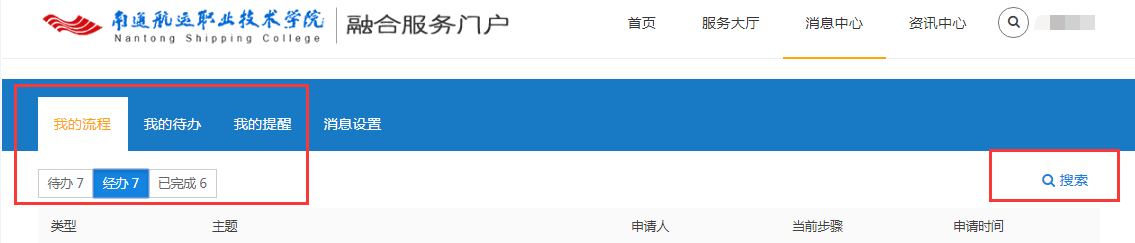 南通航运职业技术学院 融合服务门户 首页 服务大厅 消息中心 资讯中心
Nantong Shipping College
我的流程 我的待办 我的提醒 消息设置
待办 7 经办 7 已完成 6 搜索
类型 主题 申请人 当前步骤 申请时间